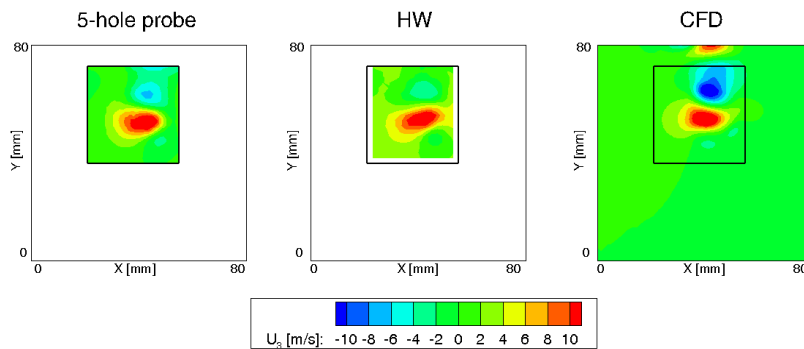 5-hole probe HW CFD
80 80 80
Y [mm] Y [mm] Y [mm]
0 0 0
0 X [mm] 80 0 X [mm] 80 0 X [mm] 80
U3 [m/s]: -10 -8 -6 -4 -2 0 2 4 6 8 10